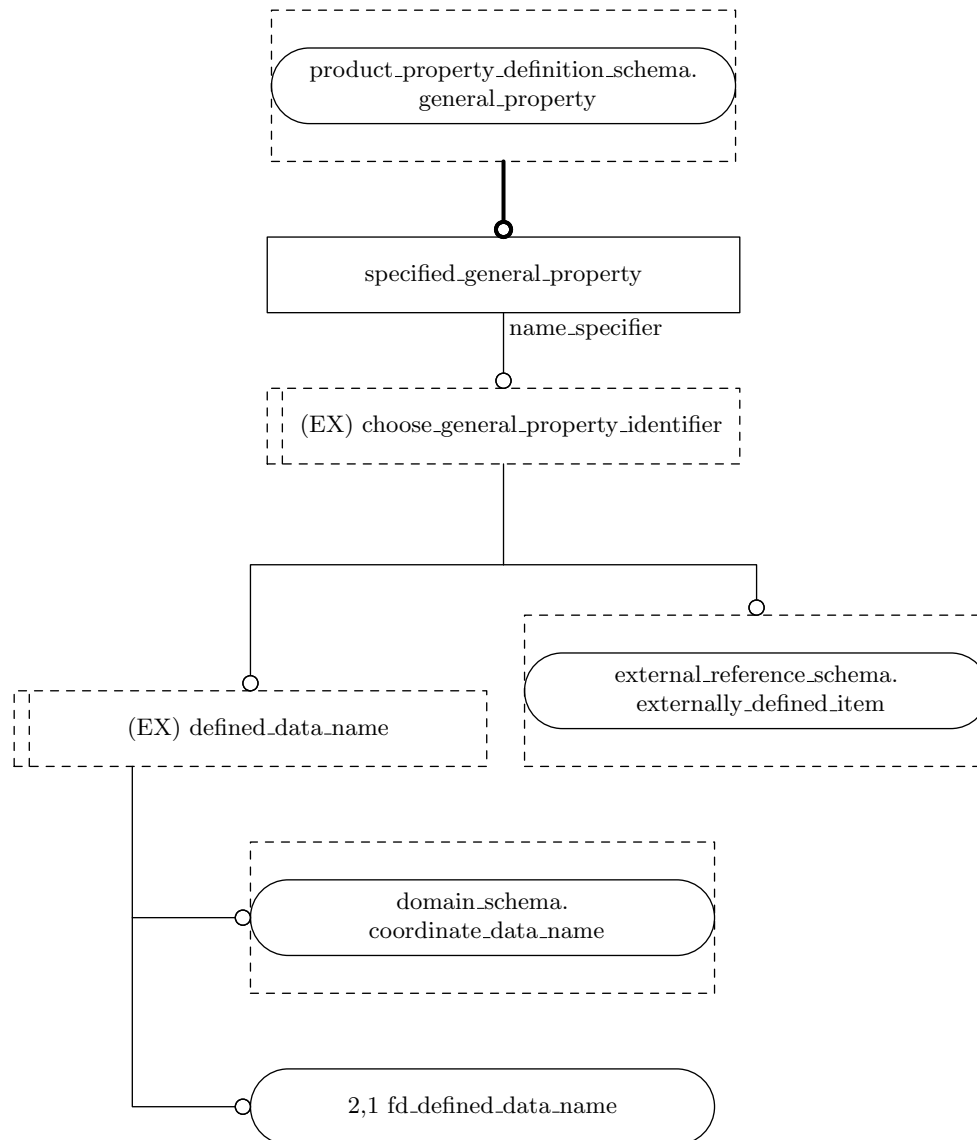 product_property_definition_schema.
general_property
specified_general_property
name_specifier
(EX) choose_general_property_identifier
external_reference_schema.
externally_defined_item
(EX) defined_data_name
domain_schema.
coordinate_data_name
2,1 fd_defined_data_name